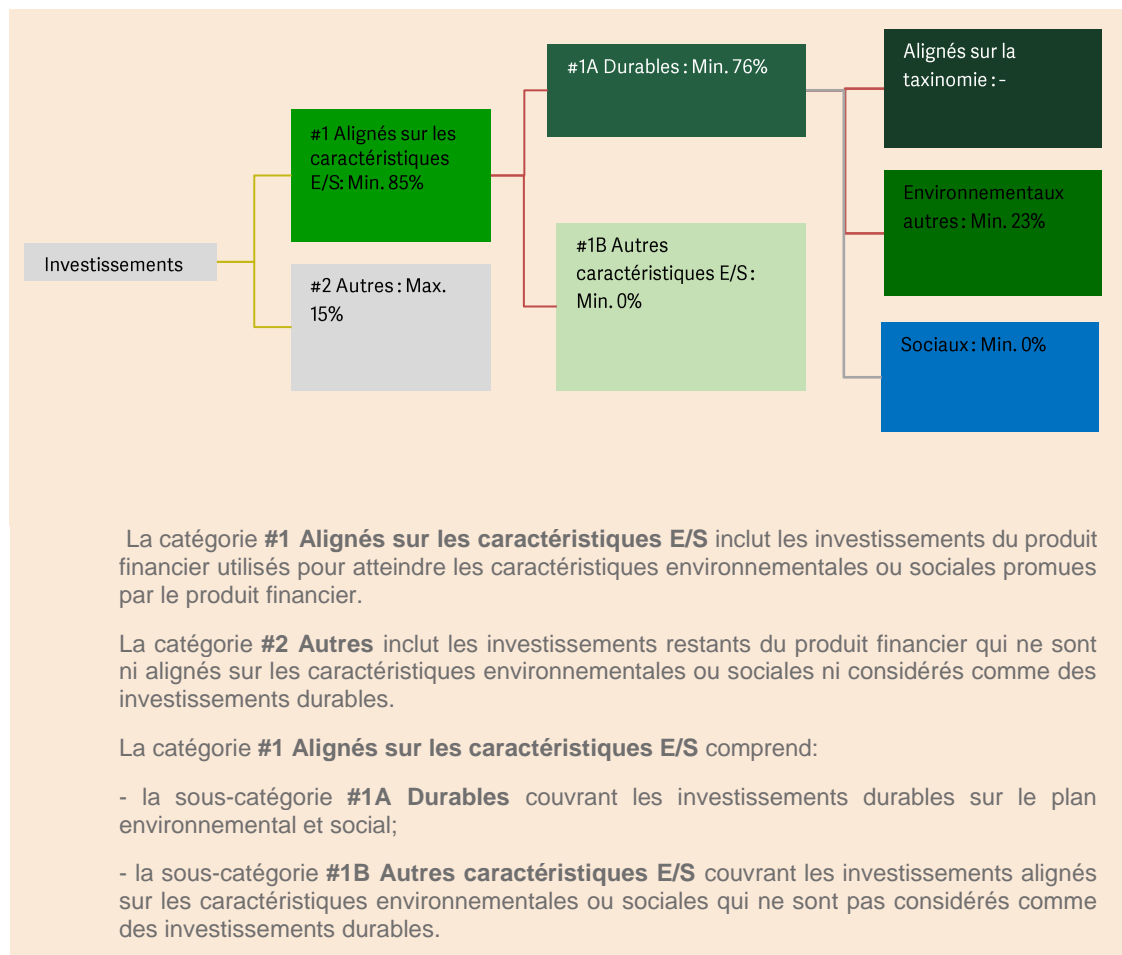 Investissements
#1 Alignés sur les
caractéristiques
E/S: Min. 85%
#2 Autres : Max.
15%
#1A Durables : Min. 76%
#1B Autres
caractéristiques E/S :
Min. 0%
Alignés sur la
taxinomie : -
Environnementaux
autres : Min. 23%
Sociaux : Min. 0%
La catégorie #1 Alignés sur les caractéristiques E/S inclut les investissements du produit
financier utilisés pour atteindre les caractéristiques environnementales ou sociales promues
par le produit financier.
La catégorie #2 Autres inclut les investissements restants du produit financier qui ne sont
ni alignés sur les caractéristiques environnementales ou sociales ni considérés comme des
investissements durables.
La catégorie #1 Alignés sur les caractéristiques E/S comprend:
- la sous-catégorie #1A Durables couvrant les investissements durables sur le plan
environnemental et social;
- la sous-catégorie #1B Autres caractéristiques E/S couvrant les investissements alignés
sur les caractéristiques environnementales ou sociales qui ne sont pas considérés comme
des investissements durables.